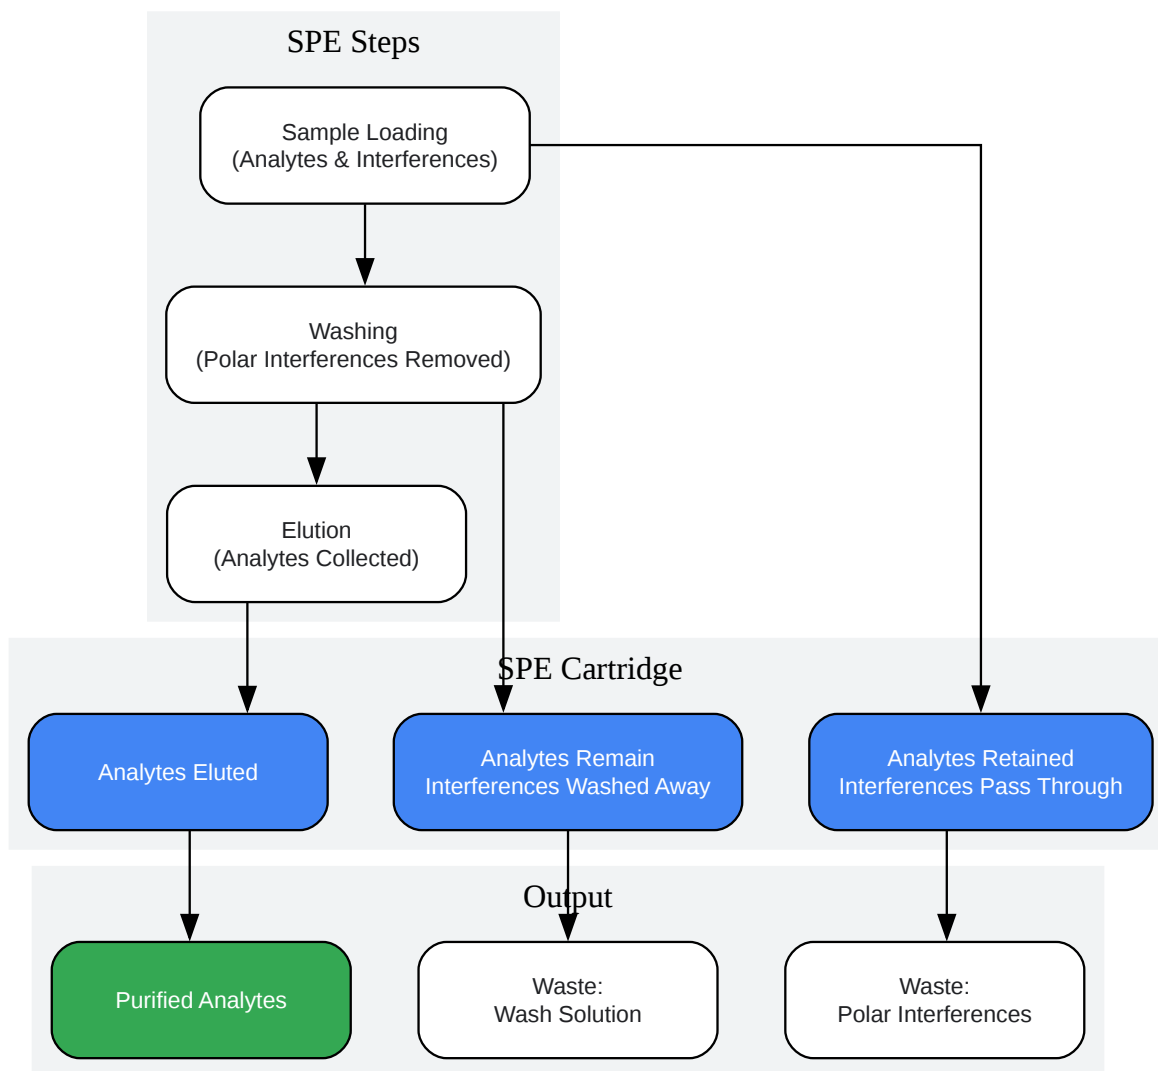 SPE Steps
Sample Loading
(Analytes & Interferences)
Washing
(Polar Interferences Removed)
Elution
(Analytes Collected)
SPE Cartridge
Analytes Eluted
Analytes Remain
Interferences Washed Away
Analytes Retained
Interferences Pass Through
Output
Purified Analytes
Waste:
Wash Solution
Waste:
Polar Interferences